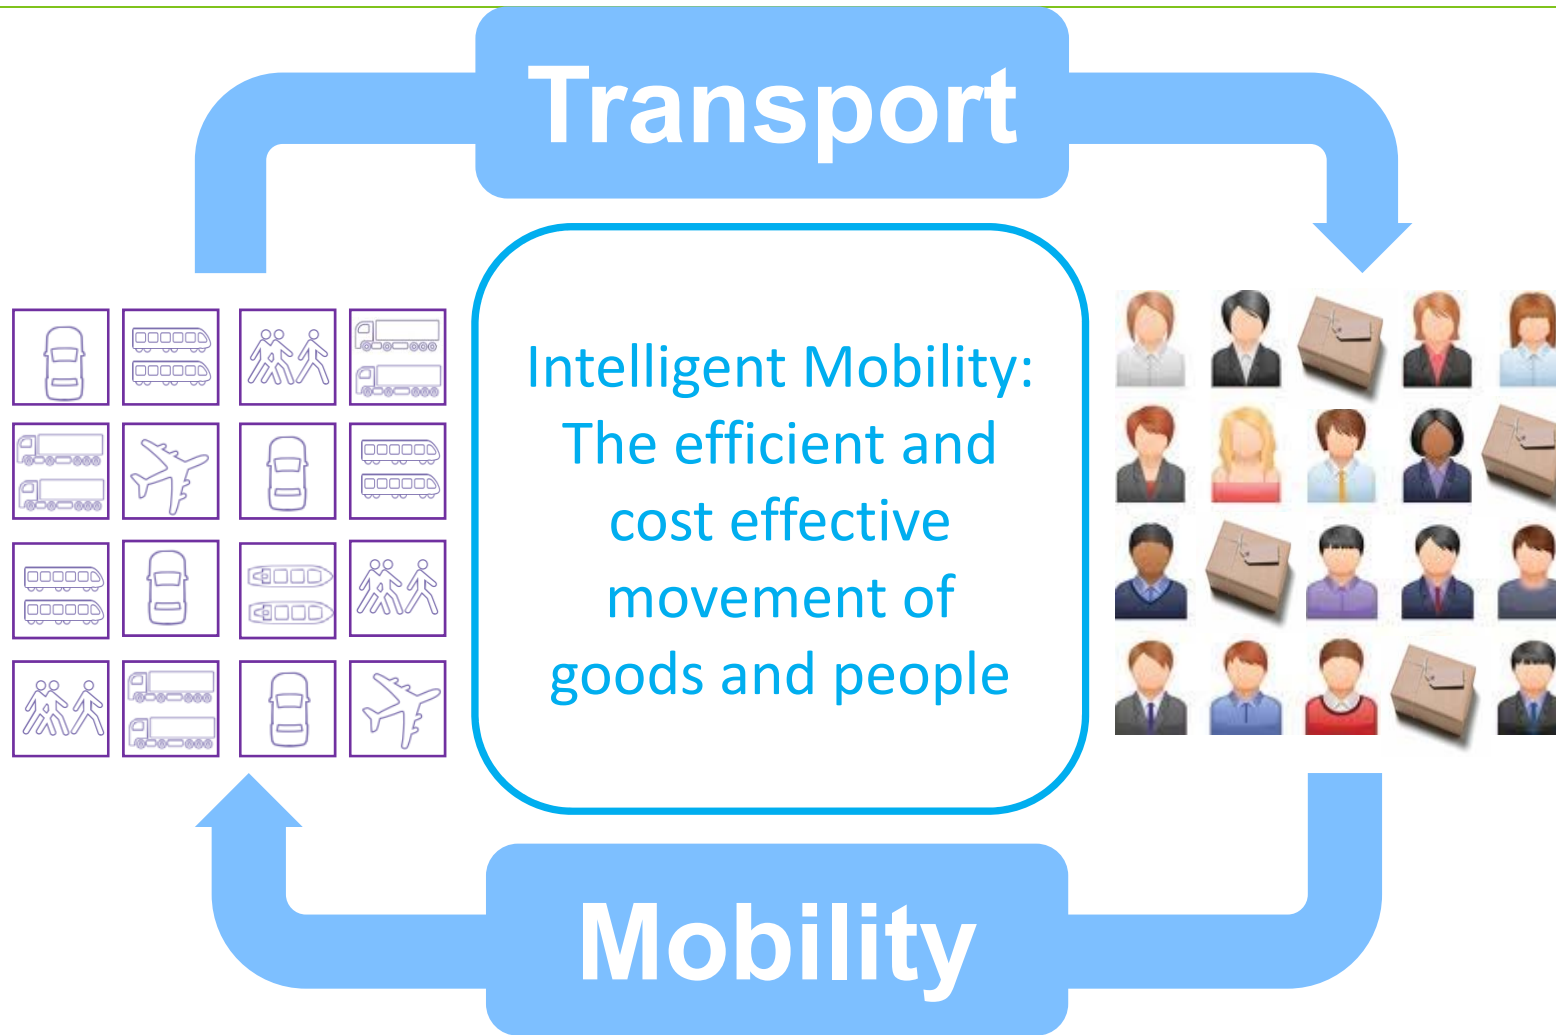 Transport
Intelligent Mobility:
The efficient and
cost effective
movement of
goods and people
Mobility